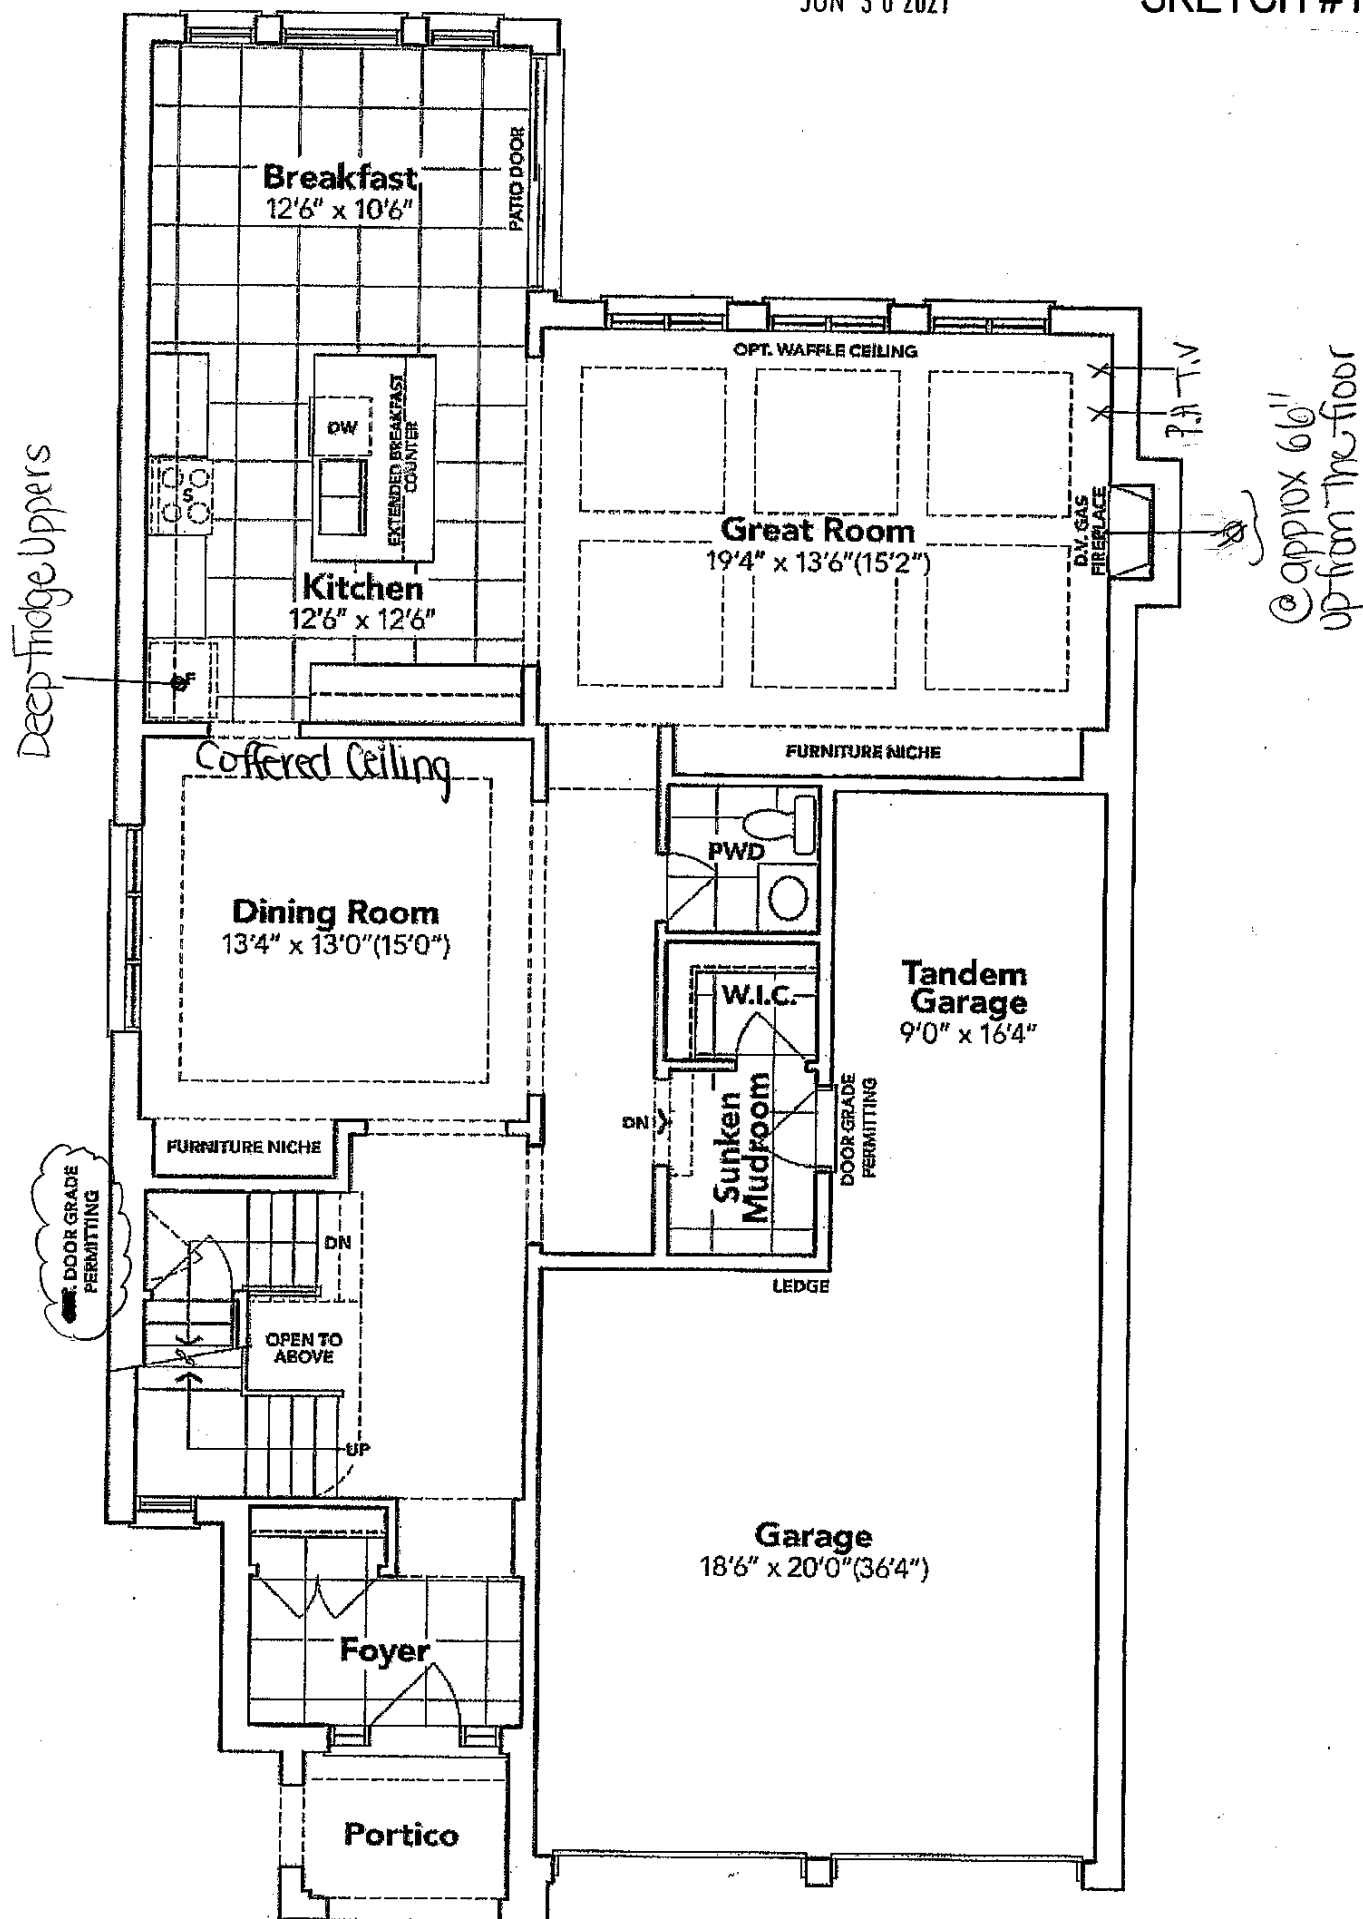 JUN 30 2021
SKETCH #1
Breakfast
12'6" x 10'6"
PATIO DOOR
OPT. WAFFLE CEILING
P.H T.V
@ approx 66"
up from the floor
DW
EXTENDED BREAKFAST
COUNTER
S
Deep Fridge Uppers
Great Room
19'4" x 13'6"(15'2")
D.V. GAS
FIREPLACE
Kitchen
12'6" x 12'6"
F
Coffered Ceiling
FURNITURE NICHE
PWD
Dining Room
13'4" x 13'0"(15'0")
W.I.C.
Tandem
Garage
9'0" x 16'4"
DN
Sunken
Mudroom
DOOR GRADE
PERMITTING
FURNITURE NICHE
DOOR GRADE
PERMITTING
DN
LEDGE
OPEN TO
ABOVE
UP
Garage
18'6" x 20'0"(36'4")
Foyer
Portico